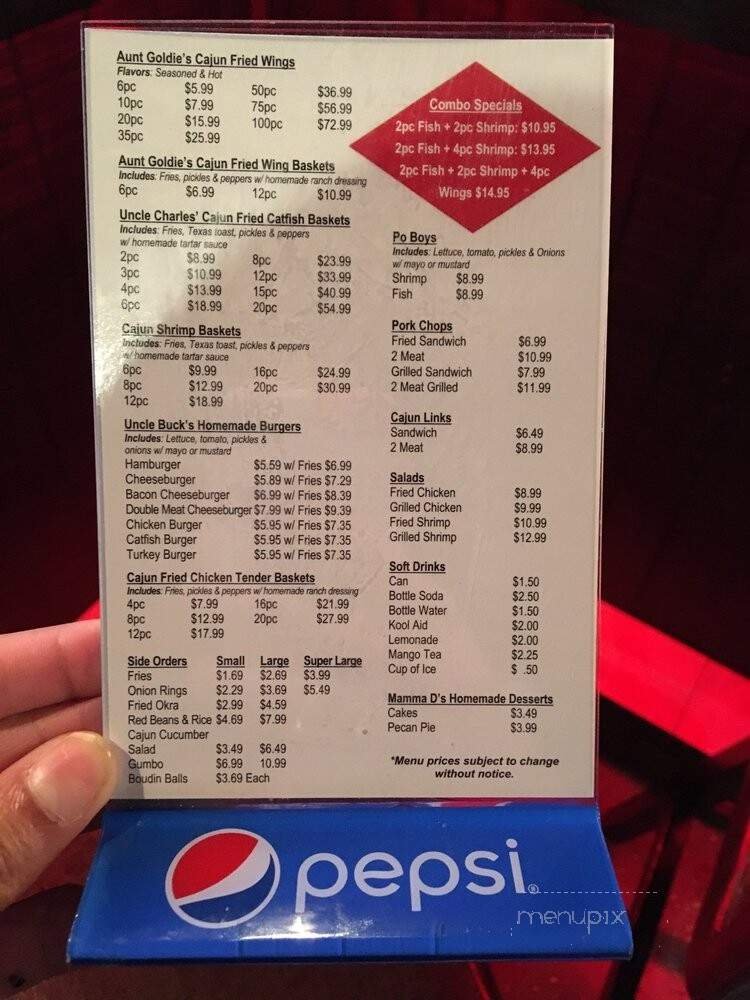 Aunt Goldie's Cajun Fried Wings
Flavors: Seasoned & Hot
6pc $5.99 50pc $36.99
10pc $7.99 75pc $56.99
20pc $15.99 100pc $72.99
35pc $25.99
Aunt Goldie's Cajun Fried Wing Baskets
Includes: Fries, pickles & peppers w/ homemade ranch dressing
6pc $6.99 12pc $10.99
Uncle Charles' Cajun Fried Catfish Baskets
Includes: Fries, Texas toast, pickles & peppers
w/ homemade tartar sauce
2pc $8.99 8pc $23.99
3pc $10.99 12pc $33.99
4pc $13.99 15pc $40.99
6pc $18.99 20pc $54.99
Cajun Shrimp Baskets
Includes: Fries, Texas toast, pickles & peppers
w/ homemade tartar sauce
6pc $9.99 16pc $24.99
8pc $12.99 20pc $30.99
12pc $18.99
Uncle Buck's Homemade Burgers
Includes: Lettuce, tomato, pickles &
onions w/ mayo or mustard
Hamburger $5.59 w/ Fries $6.99
Cheeseburger $5.89 w/ Fries $7.29
Bacon Cheeseburger $6.99 w/ Fries $8.39
Double Meat Cheeseburger $7.99 w/ Fries $9.39
Chicken Burger $5.95 w/ Fries $7.35
Catfish Burger $5.95 w/ Fries $7.35
Turkey Burger $5.95 w/ Fries $7.35
Cajun Fried Chicken Tender Baskets
Includes: Fries, pickles & peppers w/ homemade ranch dressing
4pc $7.99 16pc $21.99
8pc $12.99 20pc $27.99
12pc $17.99
Side Orders Small Large Super Large
Fries $1.69 $2.69 $3.99
Onion Rings $2.29 $3.69 $5.49
Fried Okra $2.99 $4.59
Red Beans & Rice $4.69 $7.99
Cajun Cucumber
Salad $3.49 $6.49
Gumbo $6.99 10.99
Boudin Balls $3.69 Each
Combo Specials
2pc Fish + 2pc Shrimp: $10.95
2pc Fish + 4pc Shrimp: $13.95
2pc Fish + 2pc Shrimp + 4pc
Wings $14.95
Po Boys
Includes: Lettuce, tomato, pickles & Onions
w/ mayo or mustard
Shrimp $8.99
Fish $8.99
Pork Chops
Fried Sandwich $6.99
2 Meat $10.99
Grilled Sandwich $7.99
2 Meat Grilled $11.99
Cajun Links
Sandwich $6.49
2 Meat $8.99
Salads
Fried Chicken $8.99
Grilled Chicken $9.99
Fried Shrimp $10.99
Grilled Shrimp $12.99
Soft Drinks
Can $1.50
Bottle Soda $2.50
Bottle Water $1.50
Kool Aid $2.00
Lemonade $2.00
Mango Tea $2.25
Cup of Ice $ .50
Mamma D's Homemade Desserts
Cakes $3.49
Pecan Pie $3.99
*Menu prices subject to change
without notice.
pepsi®
menupix